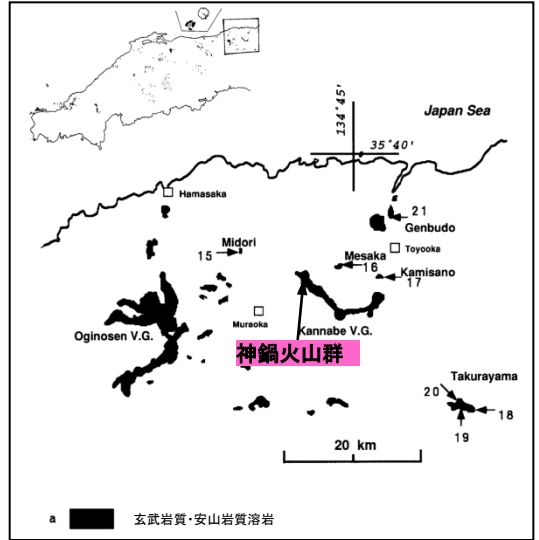 134°45'
Japan Sea
35°40'
Hamasaka
21
Genbudo
Midori
15
Toyooka
Mesaka
16
Kamisano
17
Muraoka
Kannabe V.G.
Oginosen V.G.
神鍋火山群
Takurayama
20
18
19
20 km
a 玄武岩質・安山岩質溶岩